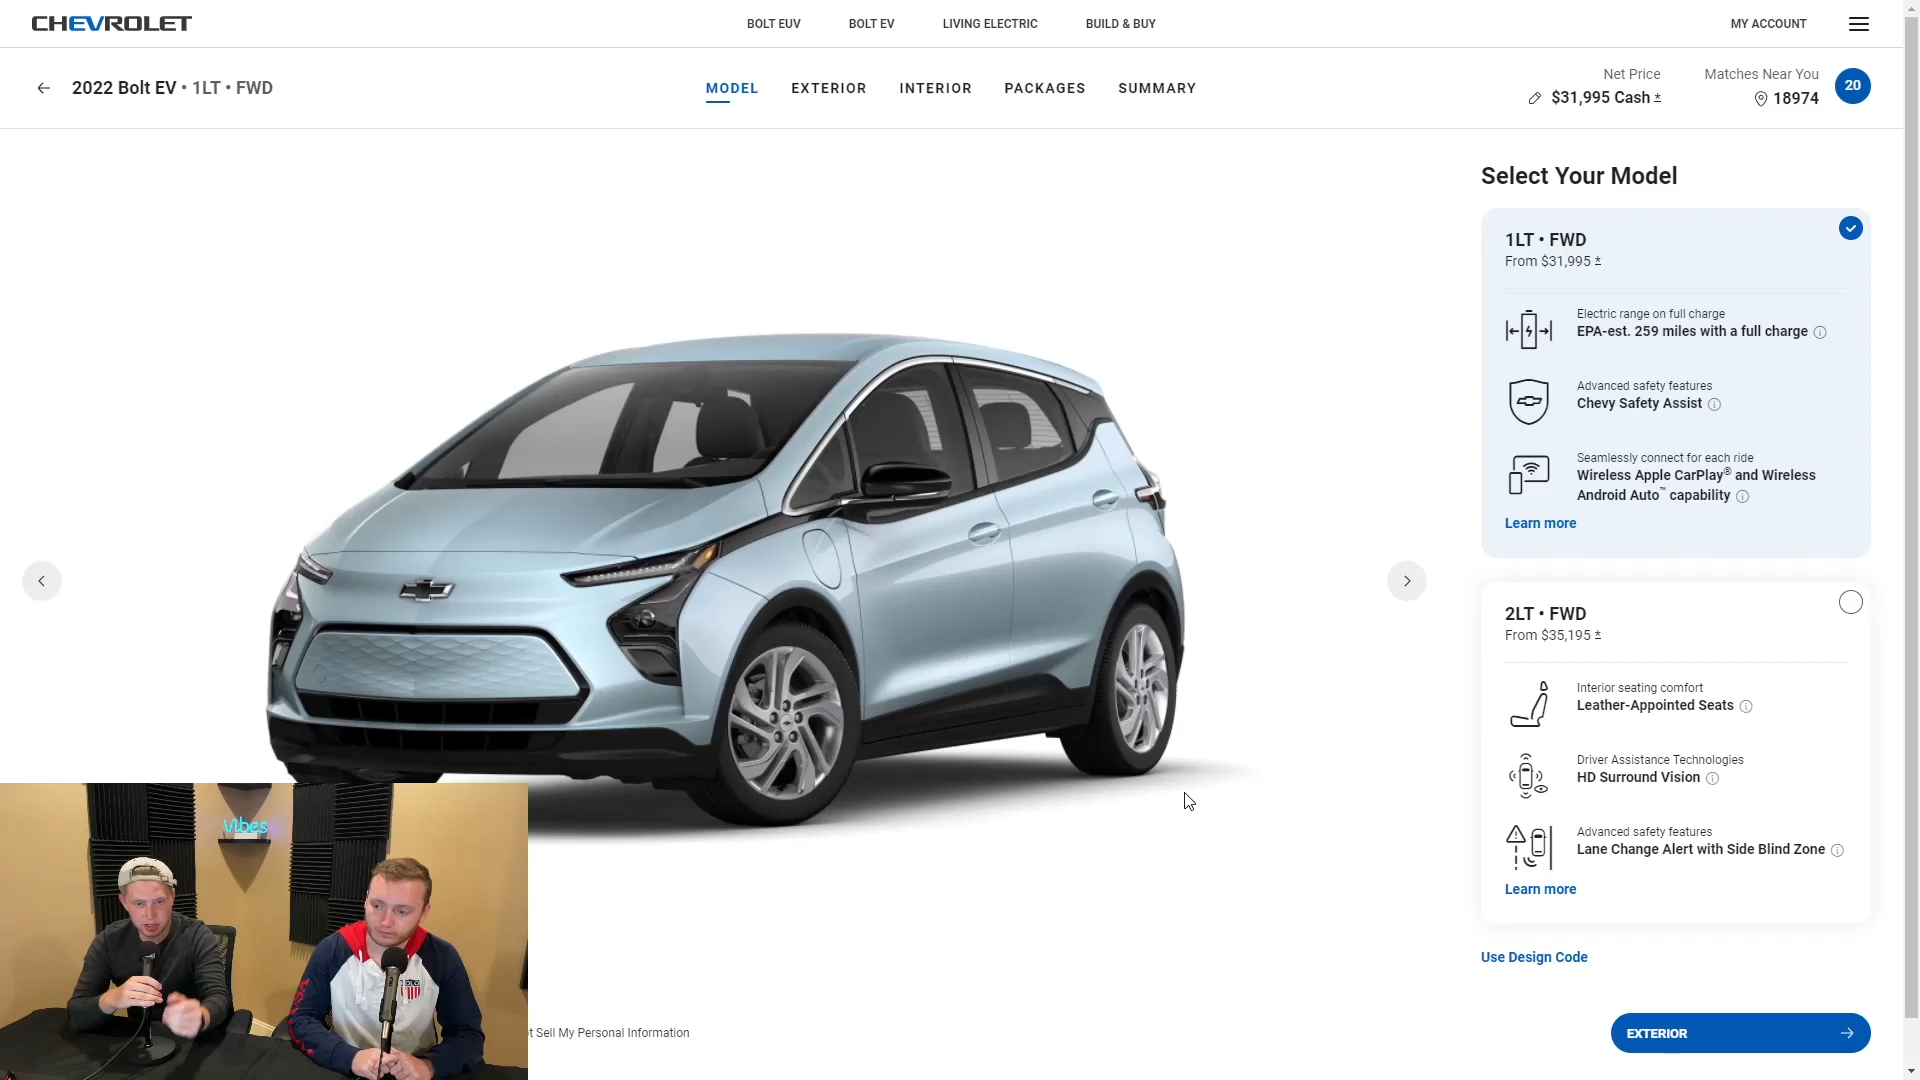 CHEVROLET
BOLT EUV
BOLT EV
LIVING ELECTRIC
BUILD & BUY
MY ACCOUNT
2022 Bolt EV • 1LT • FWD
MODEL
EXTERIOR
INTERIOR
PACKAGES
SUMMARY
Net Price
$31,995 Cash *
Matches Near You
18974
20
Select Your Model
1LT • FWD
From $31,995 *
Electric range on full charge
EPA-est. 259 miles with a full charge
Advanced safety features
Chevy Safety Assist
Seamlessly connect for each ride
Wireless Apple CarPlay® and Wireless
Android Auto™ capability
Learn more
2LT • FWD
From $35,195 *
Interior seating comfort
Leather-Appointed Seats
Driver Assistance Technologies
HD Surround Vision
Advanced safety features
Lane Change Alert with Side Blind Zone
Learn more
Use Design Code
EXTERIOR
Sell My Personal Information
Vibes